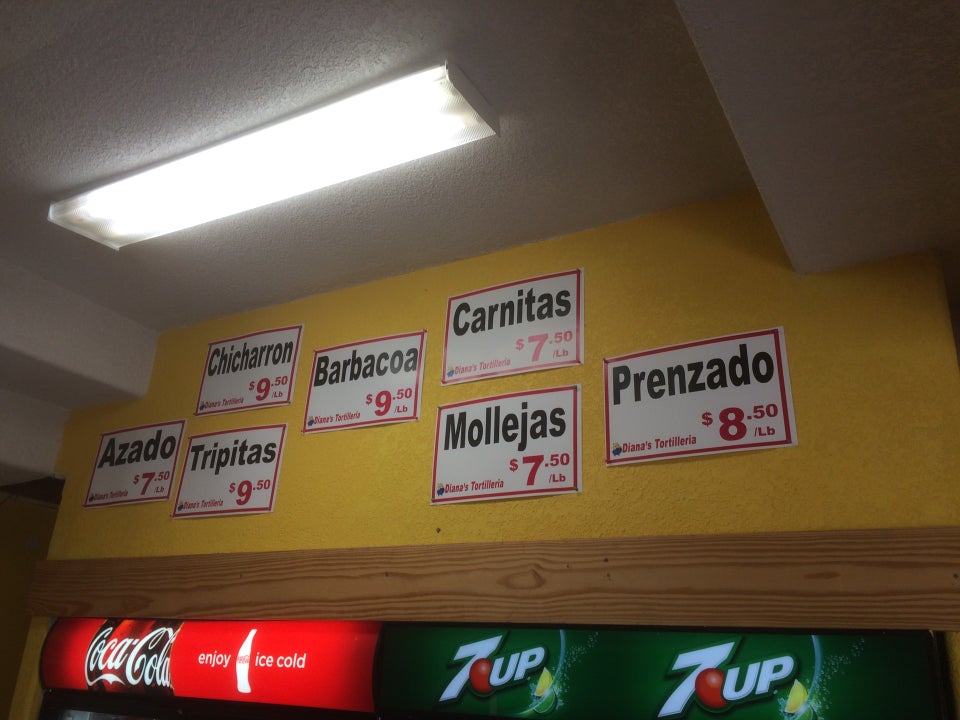 Carnitas
$7.50
/Lb
Diana's Tortilleria
Chicharron
$9.50
/Lb
Diana's Tortilleria
Barbacoa
$9.50
/Lb
Diana's Tortilleria
Prenzado
$8.50
/Lb
Diana's Tortilleria
Azado
$7.50
/Lb
Diana's Tortilleria
Tripitas
$9.50
Diana's Tortilleria
Mollejas
$7.50
/Lb
Diana's Tortilleria
Coca-Cola
enjoy Coca-Cola ice cold
7UP
7UP